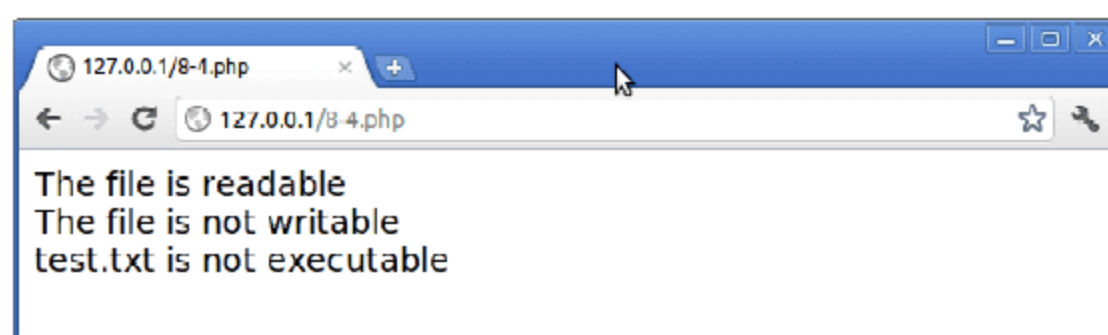 127.0.0.1/8-4.php
127.0.0.1/8-4.php
The file is readable
The file is not writable
test.txt is not executable